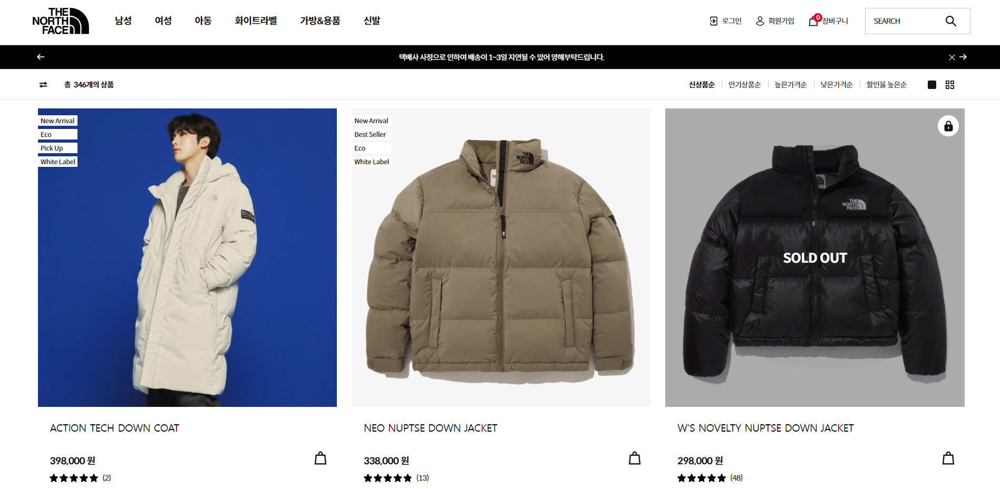 THE
NORTH
FACE
남성 여성 아동 화이트라벨 가방&용품 신발
로그인 회원가입 0 장바구니 SEARCH
택배사 사정으로 인하여 배송이 1~3일 지연될 수 있어 양해부탁드립니다.
총 346개의 상품
신상품순 인기상품순 높은가격순 낮은가격순 할인율 높은순
New Arrival
Eco
Pick Up
White Label
ACTION TECH DOWN COAT
398,000 원
(2)
New Arrival
Best Seller
Eco
White Label
THE
NORTH
FACE
NEO NUPTSE DOWN JACKET
338,000 원
(13)
THE
NORTH
FACE
SOLD OUT
W'S NOVELTY NUPTSE DOWN JACKET
298,000 원
(48)